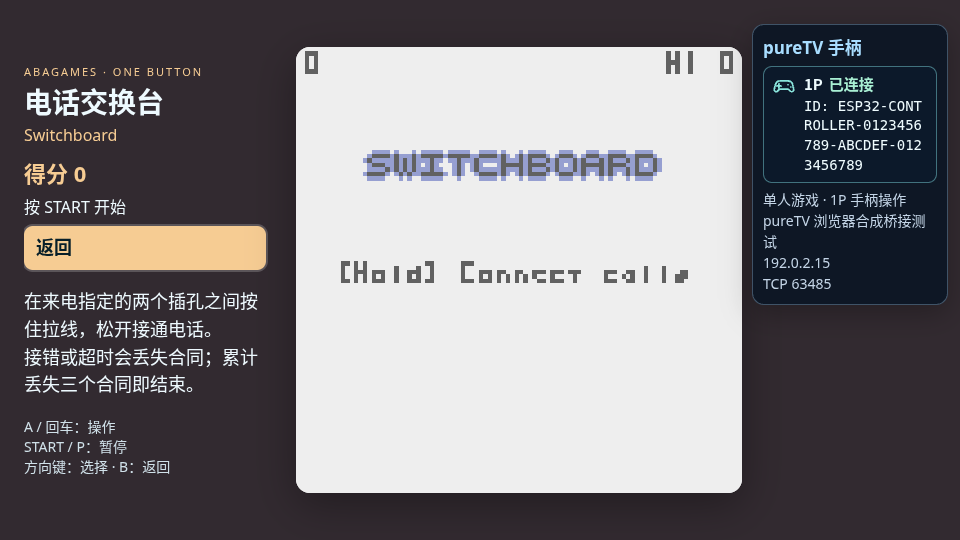 ABAGAMES · ONE BUTTON
电话交换台
Switchboard
得分 0
按 START 开始
返回
在来电指定的两个插孔之间按
住拉线，松开接通电话。
接错或超时会丢失合同；累计
丢失三个合同即结束。
A / 回车：操作
START / P：暂停
方向键：选择 · B：返回
0
HI 0
SWITCHBOARD
[Hold] Connect calls
pureTV 手柄
1P 已连接
ID: ESP32-CONT
ROLLER-0123456
789-ABCDEF-012
3456789
单人游戏 · 1P 手柄操作
pureTV 浏览器合成桥接测
试
192.0.2.15
TCP 63485